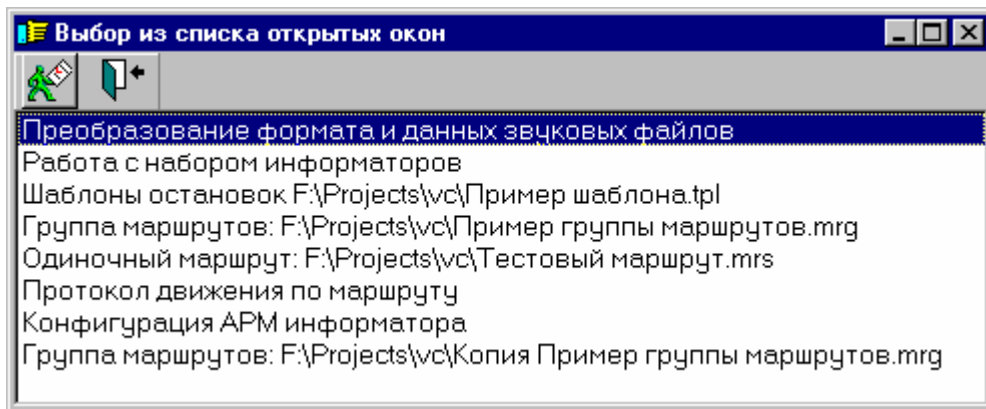 Выбор из списка открытых окон
Преобразование формата и данных звуковых файлов
Работа с набором информаторов
Шаблоны остановок F:\Projects\vc\Пример шаблона.tpl
Группа маршрутов: F:\Projects\vc\Пример группы маршрутов.mrg
Одиночный маршрут: F:\Projects\vc\Тестовый маршрут.mrs
Протокол движения по маршруту
Конфигурация АРМ информатора
Группа маршрутов: F:\Projects\vc\Копия Пример группы маршрутов.mrg